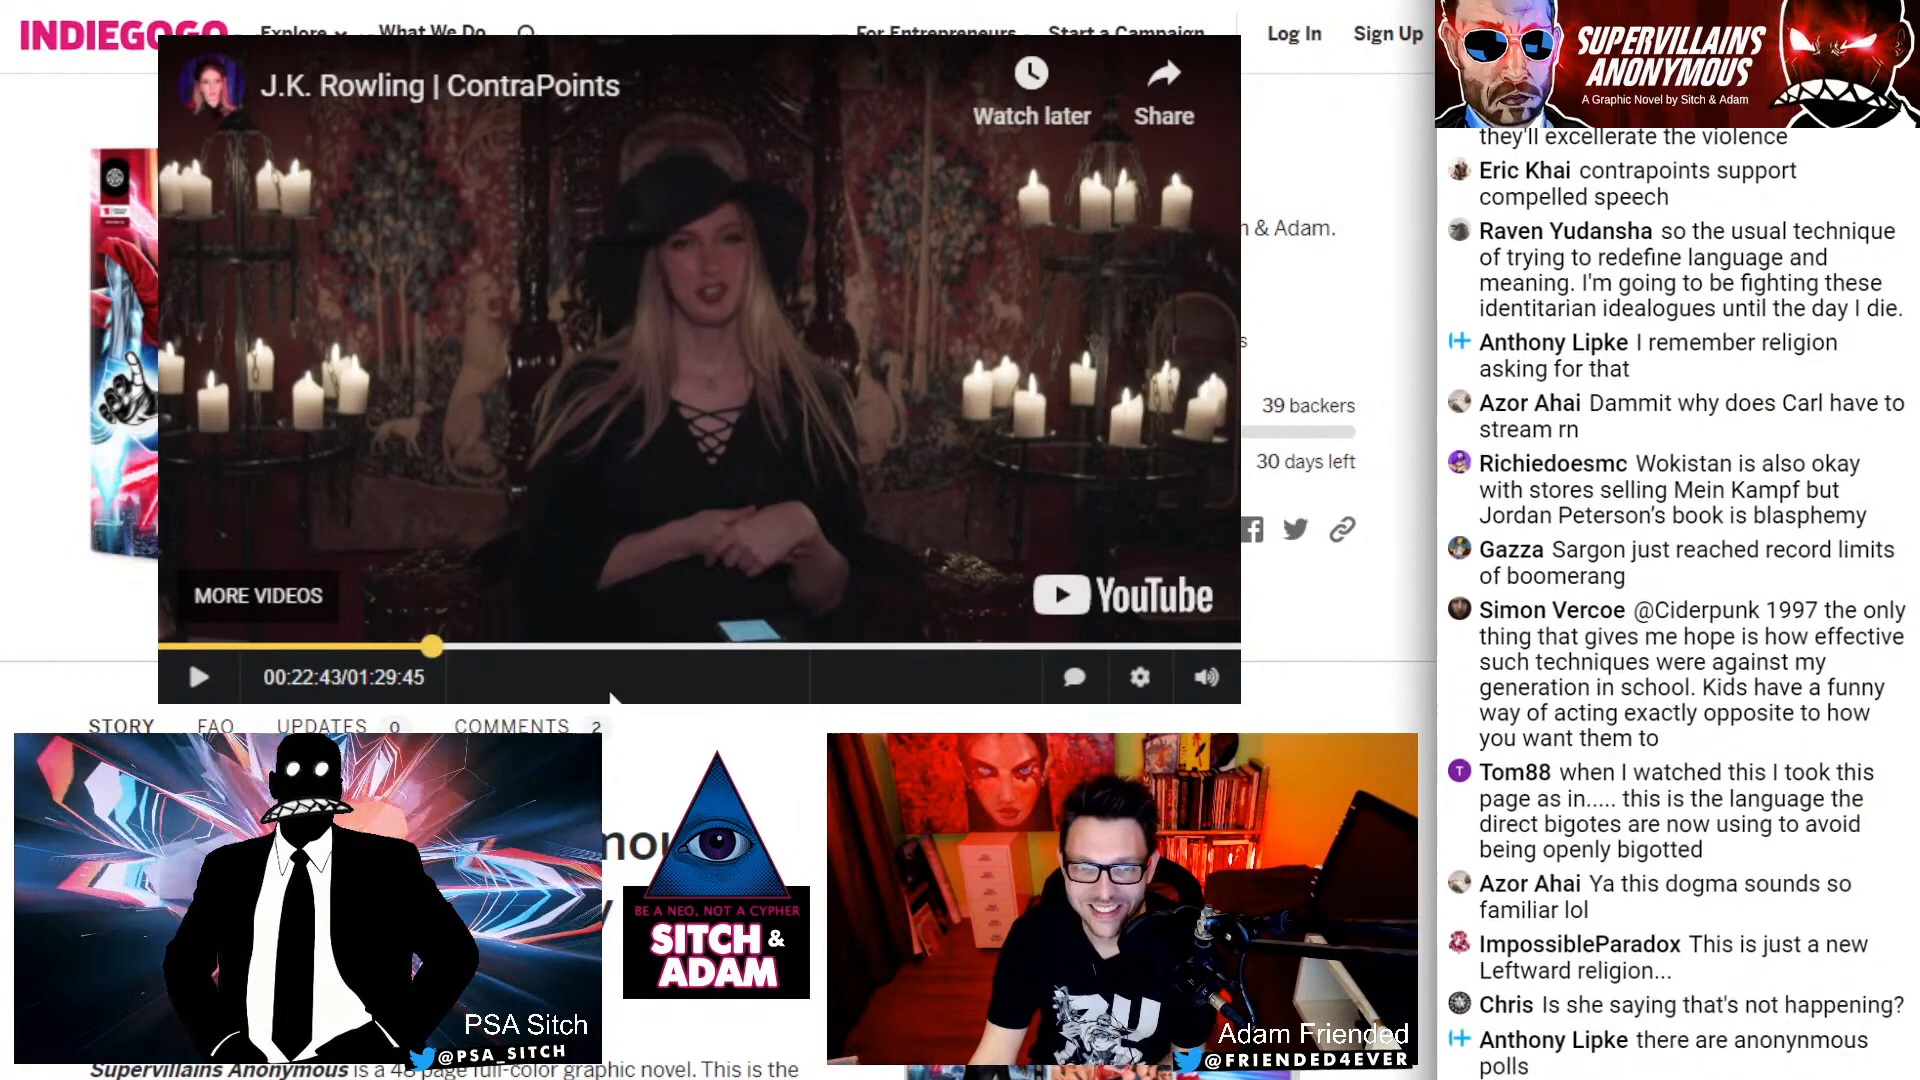 INDIEGOGO Explore What We Do For Entrepreneurs Start a Campaign Log In Sign Up
J.K. Rowling | ContraPoints
Watch later
Share
& Adam.
s
39 backers
30 days left
MORE VIDEOS
YouTube
00:22:43/01:29:45
STORY FAQ UPDATES 0 COMMENTS 2
mou
y
BE A NEO, NOT A CYPHER
SITCH &
ADAM
PSA Sitch
@PSA_SITCH
Adam Friended
@FRIENDED4EVER
Supervillains Anonymous is a 48 page full-color graphic novel. This is the
SUPERVILLAINS
ANONYMOUS
A Graphic Novel by Sitch & Adam
they'll excellerate the violence
Eric Khai contrapoints support
compelled speech
Raven Yudansha so the usual technique
of trying to redefine language and
meaning. I'm going to be fighting these
identitarian idealogues until the day I die.
Anthony Lipke I remember religion
asking for that
Azor Ahai Dammit why does Carl have to
stream rn
Richiedoesmc Wokistan is also okay
with stores selling Mein Kampf but
Jordan Peterson's book is blasphemy
Gazza Sargon just reached record limits
of boomerang
Simon Vercoe @Ciderpunk 1997 the only
thing that gives me hope is how effective
such techniques were against my
generation in school. Kids have a funny
way of acting exactly opposite to how
you want them to
T Tom88 when I watched this I took this
page as in..... this is the language the
direct bigotes are now using to avoid
being openly bigotted
Azor Ahai Ya this dogma sounds so
familiar lol
ImpossibleParadox This is just a new
Leftward religion...
Chris Is she saying that's not happening?
Anthony Lipke there are anonynmous
polls